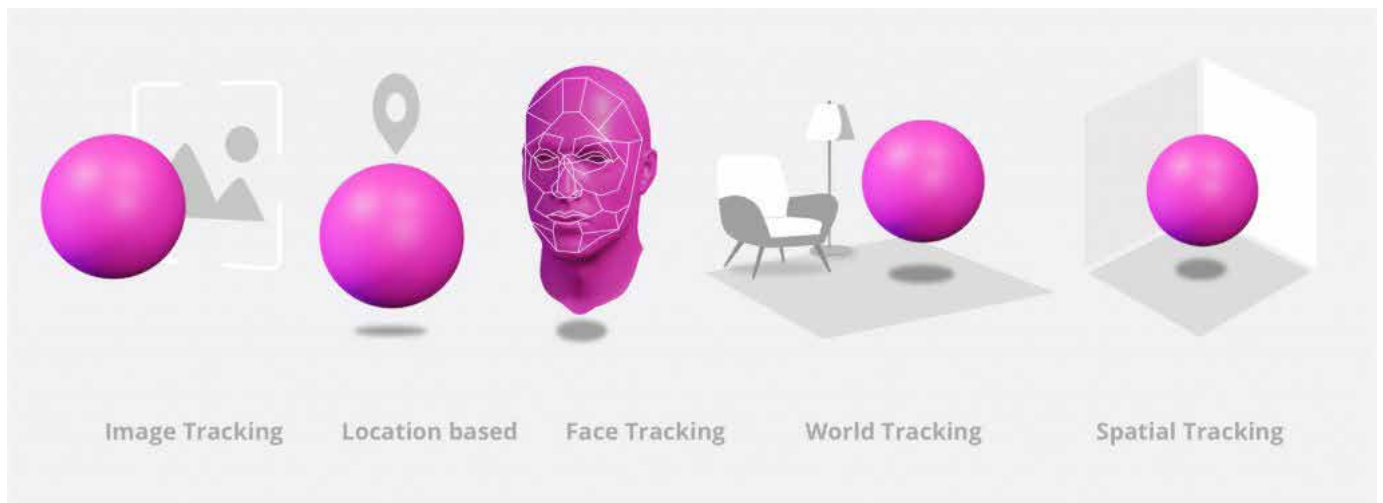 Image Tracking
Location based
Face Tracking
World Tracking
Spatial Tracking